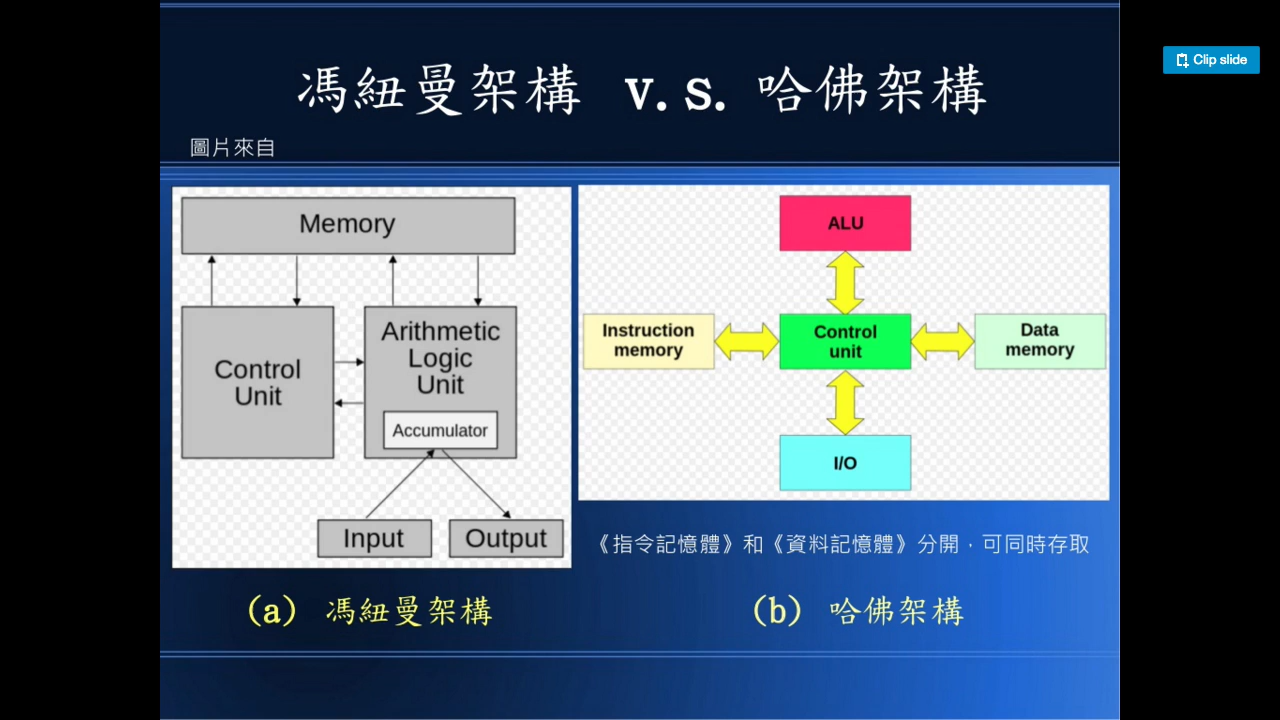 Clip slide
馮紐曼架構 v.s. 哈佛架構
圖片來自
Memory
Control
Unit
Arithmetic
Logic
Unit
Accumulator
Input
Output
ALU
Instruction
memory
Control
unit
Data
memory
I/O
《指令記憶體》和《資料記憶體》分開，可同時存取
(a) 馮紐曼架構
(b) 哈佛架構